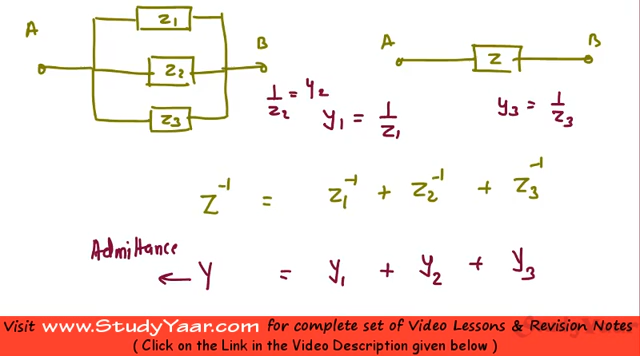 A
Z1
Z2
Z3
B
A
Z
B
1/Z2 = Y2
y1 = 1/Z1
y3 = 1/Z3
Z^-1 = Z1^-1 + Z2^-1 + Z3^-1
Admittance
← Y = y1 + y2 + y3
Visit www.StudyYaar.com for complete set of Video Lessons & Revision Notes
( Click on the Link in the Video Description given below )